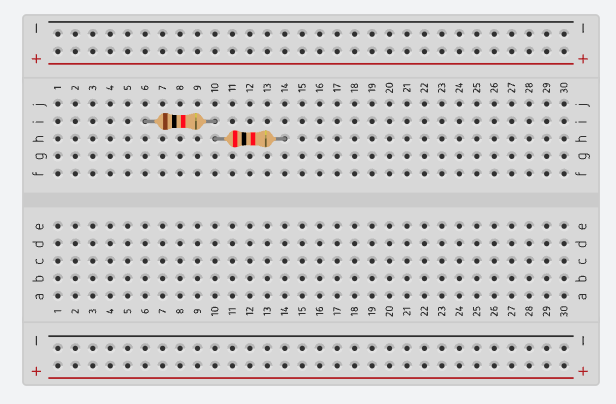 − −
+ +
1 2 3 4 5 6 7 8 9 10 11 12 13 14 15 16 17 18 19 20 21 22 23 24 25 26 27 28 29 30
j j
i i
h h
g g
f f
e e
d d
c c
b b
a a
1 2 3 4 5 6 7 8 9 10 11 12 13 14 15 16 17 18 19 20 21 22 23 24 25 26 27 28 29 30
− −
+ +